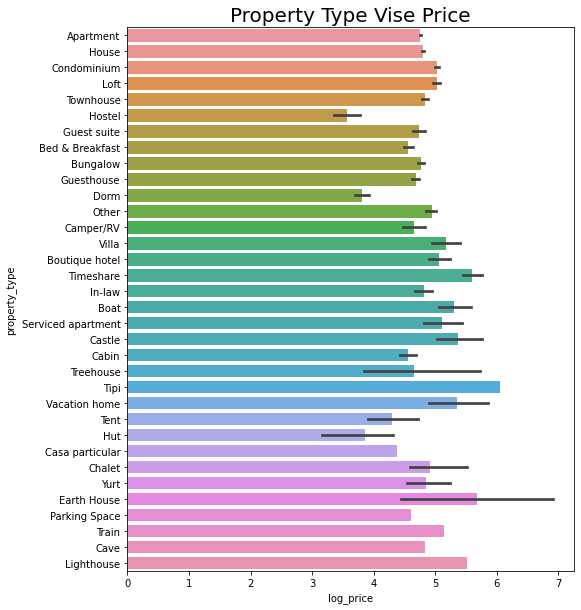 Property Type Vise Price
property_type
Apartment
House
Condominium
Loft
Townhouse
Hostel
Guest suite
Bed & Breakfast
Bungalow
Guesthouse
Dorm
Other
Camper/RV
Villa
Boutique hotel
Timeshare
In-law
Boat
Serviced apartment
Castle
Cabin
Treehouse
Tipi
Vacation home
Tent
Hut
Casa particular
Chalet
Yurt
Earth House
Parking Space
Train
Cave
Lighthouse
0 1 2 3 4 5 6 7
log_price